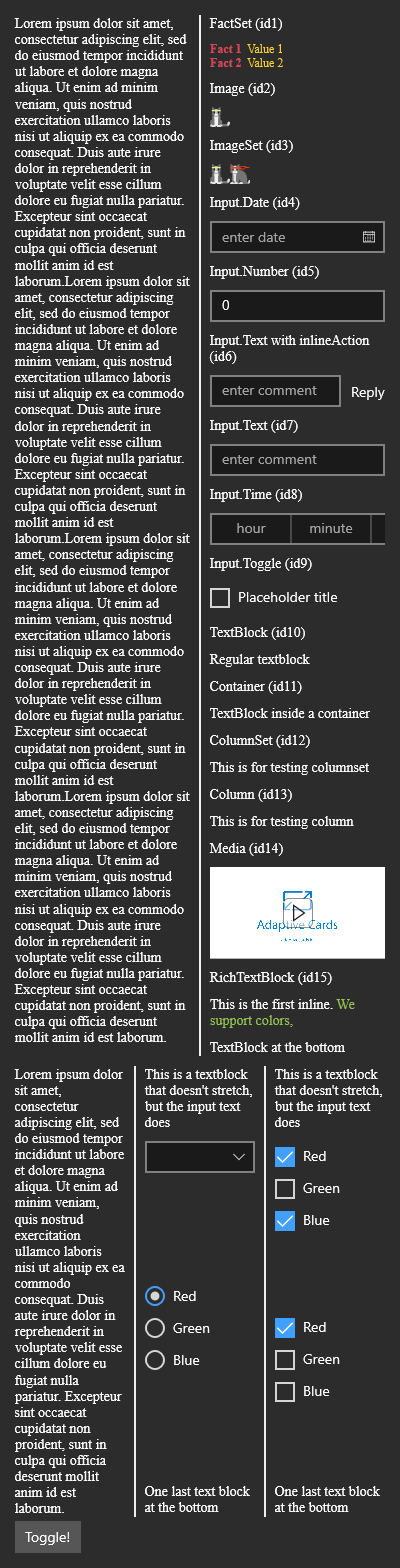 Lorem ipsum dolor sit amet,
consectetur adipiscing elit, sed
do eiusmod tempor incididunt
ut labore et dolore magna
aliqua. Ut enim ad minim
veniam, quis nostrud
exercitation ullamco laboris
nisi ut aliquip ex ea commodo
consequat. Duis aute irure
dolor in reprehenderit in
voluptate velit esse cillum
dolore eu fugiat nulla pariatur.
Excepteur sint occaecat
cupidatat non proident, sunt in
culpa qui officia deserunt
mollit anim id est
laborum.Lorem ipsum dolor sit
amet, consectetur adipiscing
elit, sed do eiusmod tempor
incididunt ut labore et dolore
magna aliqua. Ut enim ad
minim veniam, quis nostrud
exercitation ullamco laboris
nisi ut aliquip ex ea commodo
consequat. Duis aute irure
dolor in reprehenderit in
voluptate velit esse cillum
dolore eu fugiat nulla pariatur.
Excepteur sint occaecat
cupidatat non proident, sunt in
culpa qui officia deserunt
mollit anim id est
laborum.Lorem ipsum dolor sit
amet, consectetur adipiscing
elit, sed do eiusmod tempor
incididunt ut labore et dolore
magna aliqua. Ut enim ad
minim veniam, quis nostrud
exercitation ullamco laboris
nisi ut aliquip ex ea commodo
consequat. Duis aute irure
dolor in reprehenderit in
voluptate velit esse cillum
dolore eu fugiat nulla pariatur.
Excepteur sint occaecat
cupidatat non proident, sunt in
culpa qui officia deserunt
mollit anim id est
laborum.Lorem ipsum dolor sit
amet, consectetur adipiscing
elit, sed do eiusmod tempor
incididunt ut labore et dolore
magna aliqua. Ut enim ad
minim veniam, quis nostrud
exercitation ullamco laboris
nisi ut aliquip ex ea commodo
consequat. Duis aute irure
dolor in reprehenderit in
voluptate velit esse cillum
dolore eu fugiat nulla pariatur.
Excepteur sint occaecat
cupidatat non proident, sunt in
culpa qui officia deserunt
mollit anim id est laborum.
FactSet (id1)
Fact 1 Value 1
Fact 2 Value 2
Image (id2)
ImageSet (id3)
Input.Date (id4)
enter date
Input.Number (id5)
0
Input.Text with inlineAction
(id6)
enter comment Reply
Input.Text (id7)
enter comment
Input.Time (id8)
hour minute
Input.Toggle (id9)
Placeholder title
TextBlock (id10)
Regular textblock
Container (id11)
TextBlock inside a container
ColumnSet (id12)
This is for testing columnset
Column (id13)
This is for testing column
Media (id14)
Adaptive Cards
RichTextBlock (id15)
This is the first inline. We
support colors,
TextBlock at the bottom
Lorem ipsum dolor
sit amet,
consectetur
adipiscing elit, sed
do eiusmod tempor
incididunt ut labore
et dolore magna
aliqua. Ut enim ad
minim veniam,
quis nostrud
exercitation
ullamco laboris
nisi ut aliquip ex ea
commodo
consequat. Duis
aute irure dolor in
reprehenderit in
voluptate velit esse
cillum dolore eu
fugiat nulla
pariatur. Excepteur
sint occaecat
cupidatat non
proident, sunt in
culpa qui officia
deserunt mollit
anim id est
laborum.
This is a textblock
that doesn't stretch,
but the input text
does
Red
Green
Blue
One last text block
at the bottom
This is a textblock
that doesn't stretch,
but the input text
does
Red
Green
Blue
Red
Green
Blue
One last text block
at the bottom
Toggle!